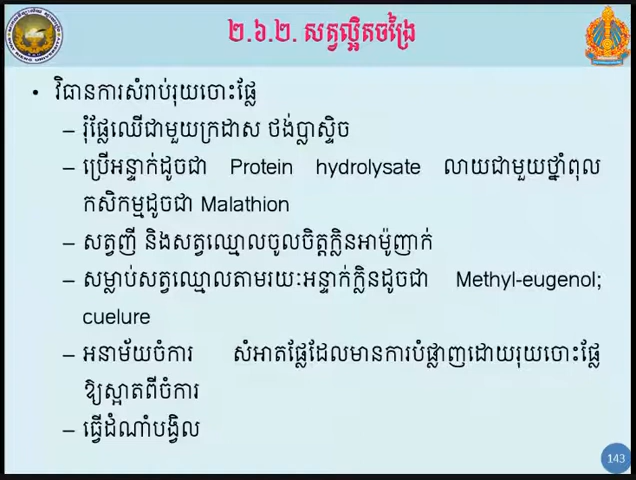 ២.៦.២. សត្វល្អិតចង្រៃ
• វិធានការសំរាប់រុយចោះផ្លែ
– រុំផ្លែឈើជាមួយក្រដាស ថង់ប្លាស្ទិច
– ប្រើអន្ទាក់ដូចជា Protein hydrolysate លាយជាមួយថ្នាំពុល
កសិកម្មដូចជា Malathion
– សត្វញី និងសត្វឈ្មោលចូលចិត្តក្លិនអាម៉ូញាក់
– សម្លាប់សត្វឈ្មោលតាមរយៈអន្ទាក់ក្លិនដូចជា Methyl-eugenol;
cuelure
– អនាម័យចំការ សំអាតផ្លែដែលមានការបំផ្លាញដោយរុយចោះផ្លែ
ឱ្យស្អាតពីចំការ
– ធ្វើដំណាំបង្វិល
143